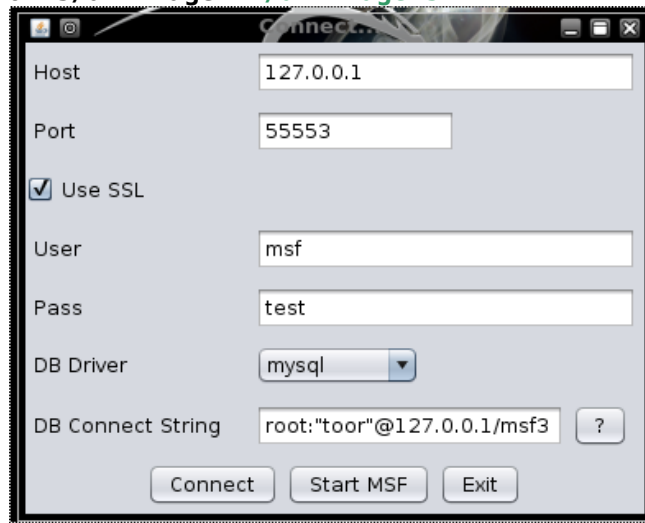 Connect...
Host 127.0.0.1
Port 55553
Use SSL
User msf
Pass test
DB Driver mysql
DB Connect String root:"toor"@127.0.0.1/msf3 ?
Connect Start MSF Exit